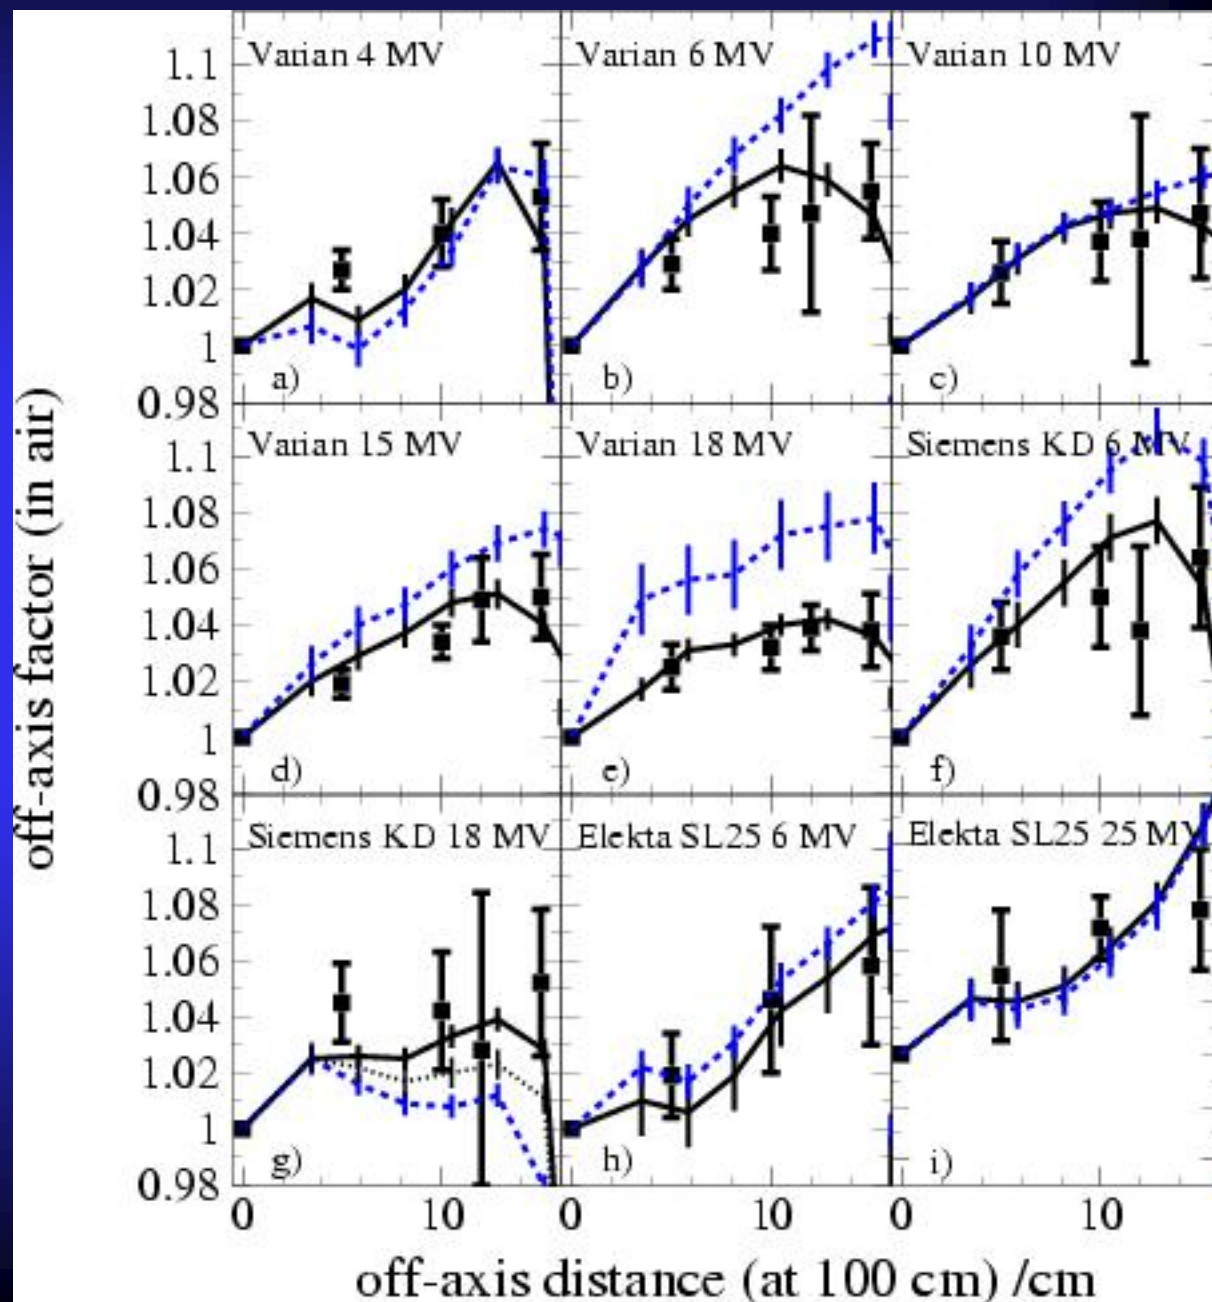 Varian 4 MV
Varian 6 MV
Varian 10 MV
1.1
1.08
1.06
1.04
1.02
1
0.98
a)
b)
c)
Varian 15 MV
Varian 18 MV
Siemens KD 6 MV
1.1
1.08
1.06
1.04
1.02
1
0.98
d)
e)
f)
Siemens KD 18 MV
Elekta SL25 6 MV
Elekta SL25 25 MV
1.1
1.08
1.06
1.04
1.02
1
0.98
g)
h)
i)
0 10 0 10 0 10
off-axis distance (at 100 cm) /cm
off-axis factor (in air)